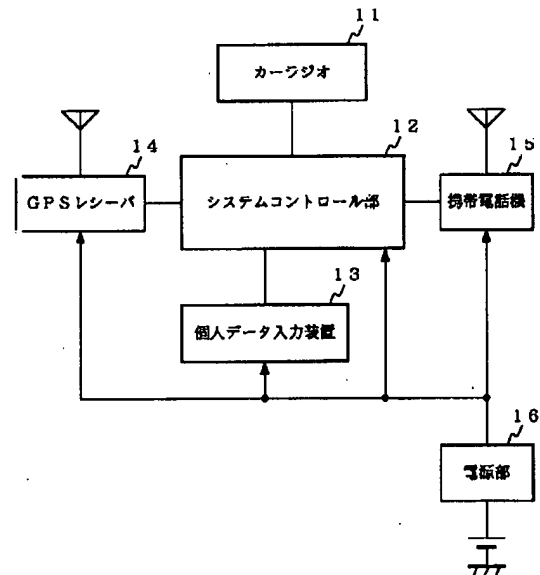 11
カーラジオ
14
12
15
GPSレシーバ
システムコントロール部
携帯電話機
13
個人データ入力装置
16
電源部